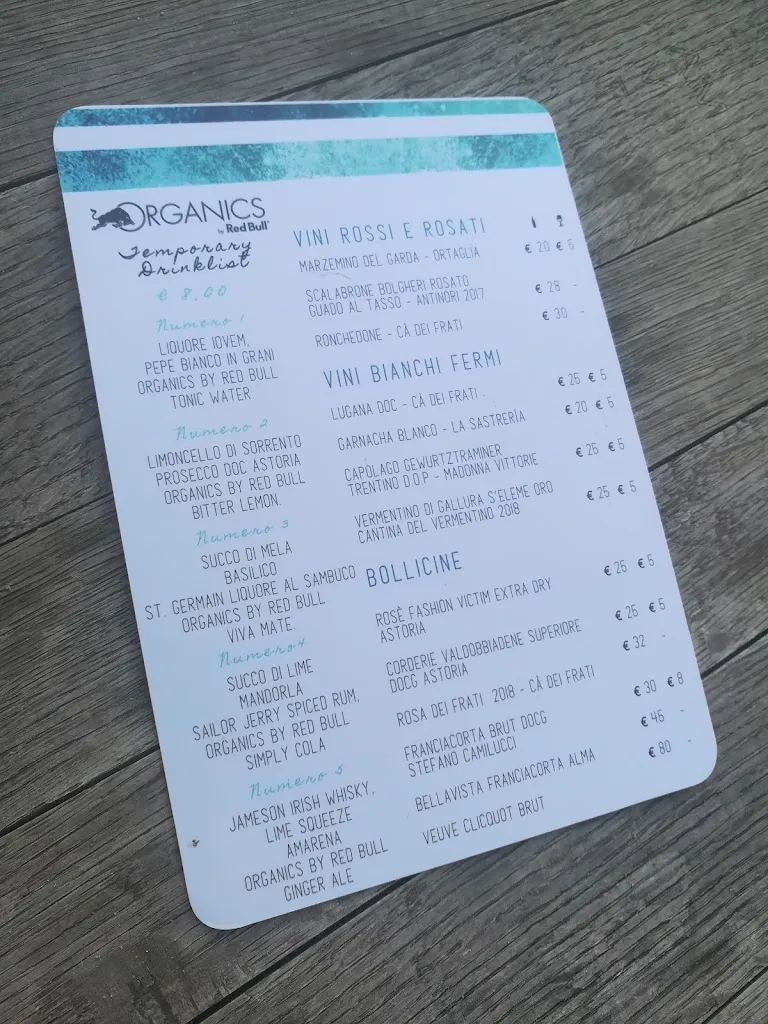 ORGANICS
by Red Bull
Temporary
Drinklist
€ 8,00
Numero 1
LIQUORE IOVEM,
PEPE BIANCO IN GRANI
ORGANICS BY RED BULL
TONIC WATER
Numero 2
LIMONCELLO DI SORRENTO
PROSECCO DOC ASTORIA
ORGANICS BY RED BULL
BITTER LEMON.
Numero 3
SUCCO DI MELA
BASILICO
ST. GERMAIN LIQUORE AL SAMBUCO
ORGANICS BY RED BULL
VIVA MATE.
Numero 4
SUCCO DI LIME
MANDORLA
SAILOR JERRY SPICED RUM,
ORGANICS BY RED BULL
SIMPLY COLA
Numero 5
JAMESON IRISH WHISKY,
LIME SQUEEZE
AMARENA
ORGANICS BY RED BULL
GINGER ALE
VINI ROSSI E ROSATI
MARZEMINO DEL GARDA - ORTAGLIA € 20 € 5
SCALABRONE BOLGHERI ROSATO
GUADO AL TASSO - ANTINORI 2017 € 28 -
RONCHEDONE - CÀ DEI FRATI € 30 -
VINI BIANCHI FERMI
LUGANA DOC - CÀ DEI FRATI . € 25 € 5
GARNACHA BLANCO - LA SASTRERÍA € 20 € 5
CAPOLAGO GEWURTZTRAMINER
TRENTINO D O P - MADONNA VITTORIE € 25 € 5
VERMENTINO DI GALLURA S'ELEME ORO
CANTINA DEL VERMENTINO 2018 € 25 € 5
BOLLICINE
ROSÈ FASHION VICTIM EXTRA DRY
ASTORIA € 25 € 5
CORDERIE VALDOBBIADENE SUPERIORE
DOCG ASTORIA € 25 € 5
ROSA DEI FRATI 2018 - CÀ DEI FRATI € 32 -
FRANCIACORTA BRUT DOCG
STEFANO CAMILUCCI € 30 € 8
BELLAVISTA FRANCIACORTA ALMA € 45 -
VEUVE CLICQUOT BRUT € 80 -